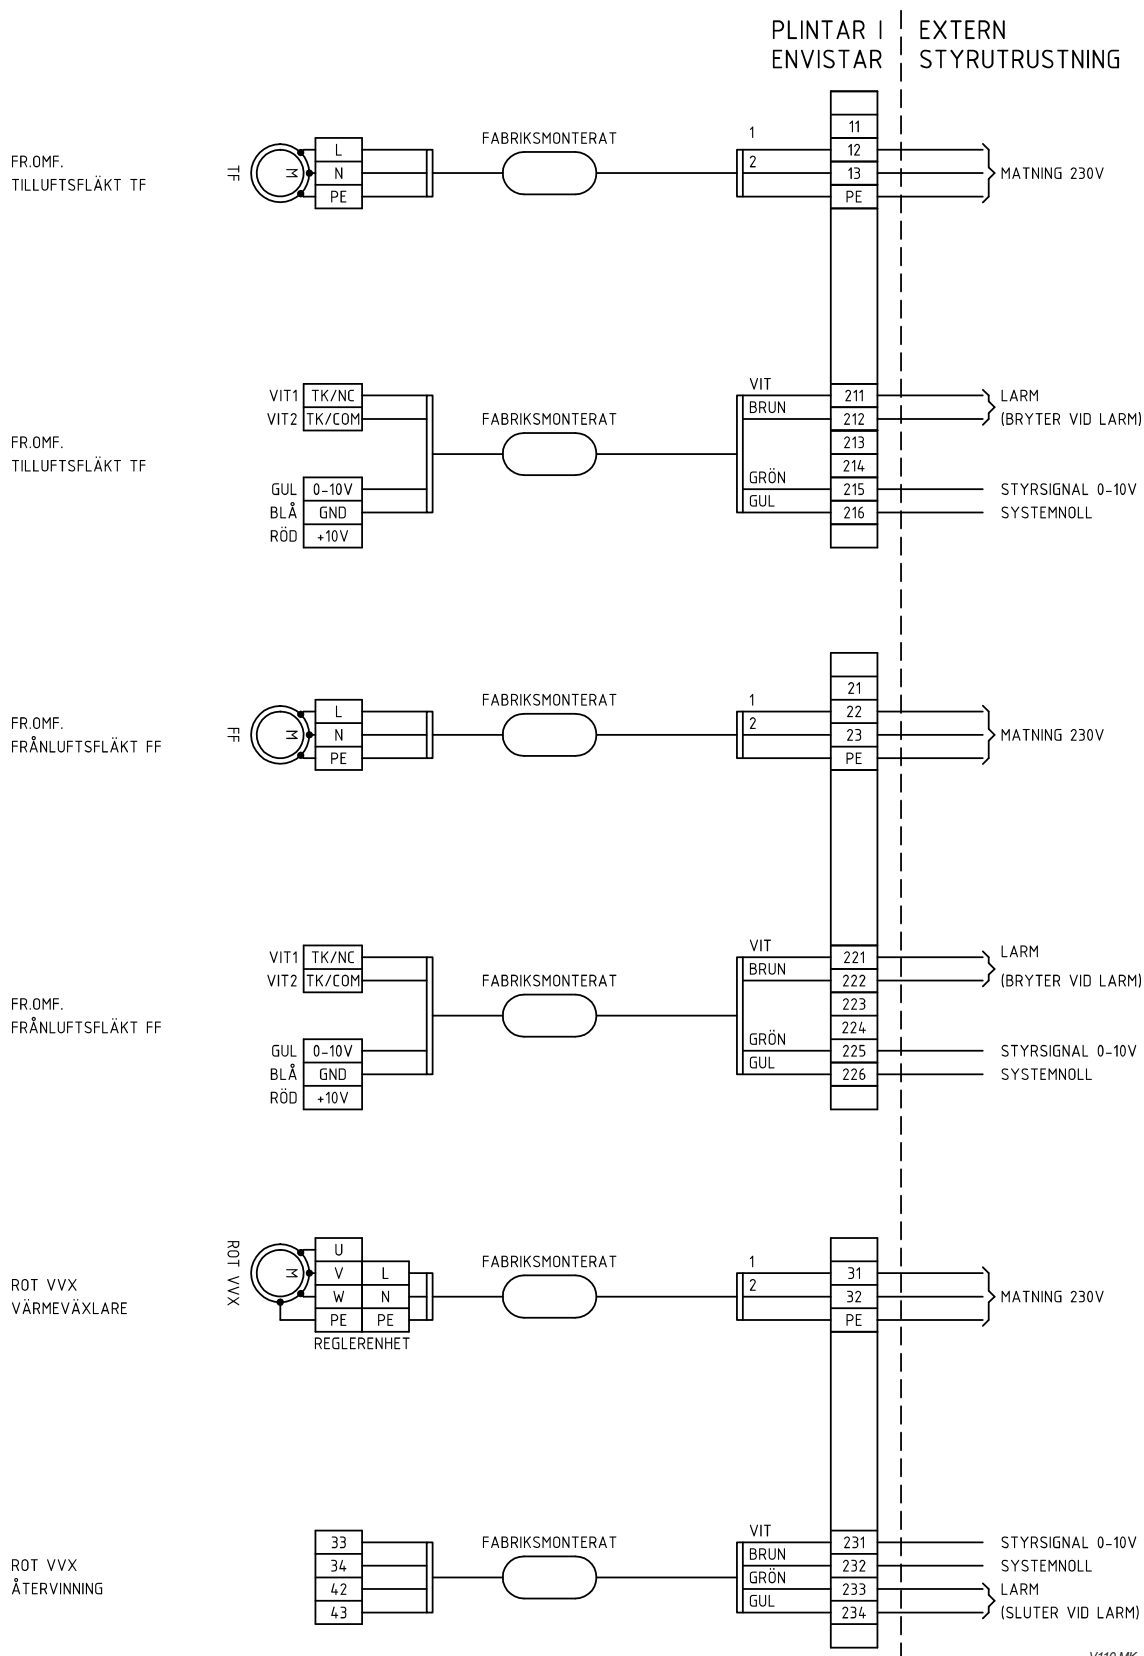 PLINTAR I
ENVISTAR
EXTERN
STYRUTRUSTNING
FR.OMF.
TILLUFTSFLÄKT TF
TF
M
L
N
PE
FABRIKSMONTERAT
1
2
11
12
13
PE
MATNING 230V
FR.OMF.
TILLUFTSFLÄKT TF
VIT1 TK/NC
VIT2 TK/COM
GUL 0-10V
BLÅ GND
RÖD +10V
FABRIKSMONTERAT
VIT
BRUN
GRÖN
GUL
211
212
213
214
215
216
LARM
(BRYTER VID LARM)
STYRSIGNAL 0-10V
SYSTEMNOLL
FR.OMF.
FRÅNLUFTSFLÄKT FF
FF
M
L
N
PE
FABRIKSMONTERAT
1
2
21
22
23
PE
MATNING 230V
FR.OMF.
FRÅNLUFTSFLÄKT FF
VIT1 TK/NC
VIT2 TK/COM
GUL 0-10V
BLÅ GND
RÖD +10V
FABRIKSMONTERAT
VIT
BRUN
GRÖN
GUL
221
222
223
224
225
226
LARM
(BRYTER VID LARM)
STYRSIGNAL 0-10V
SYSTEMNOLL
ROT VVX
VÄRMEVÄXLARE
ROT VVX
M
U
V L
W N
PE PE
REGLERENHET
FABRIKSMONTERAT
1
2
31
32
PE
MATNING 230V
ROT VVX
ÅTERVINNING
33
34
42
43
FABRIKSMONTERAT
VIT
BRUN
GRÖN
GUL
231
232
233
234
STYRSIGNAL 0-10V
SYSTEMNOLL
LARM
(SLUTER VID LARM)